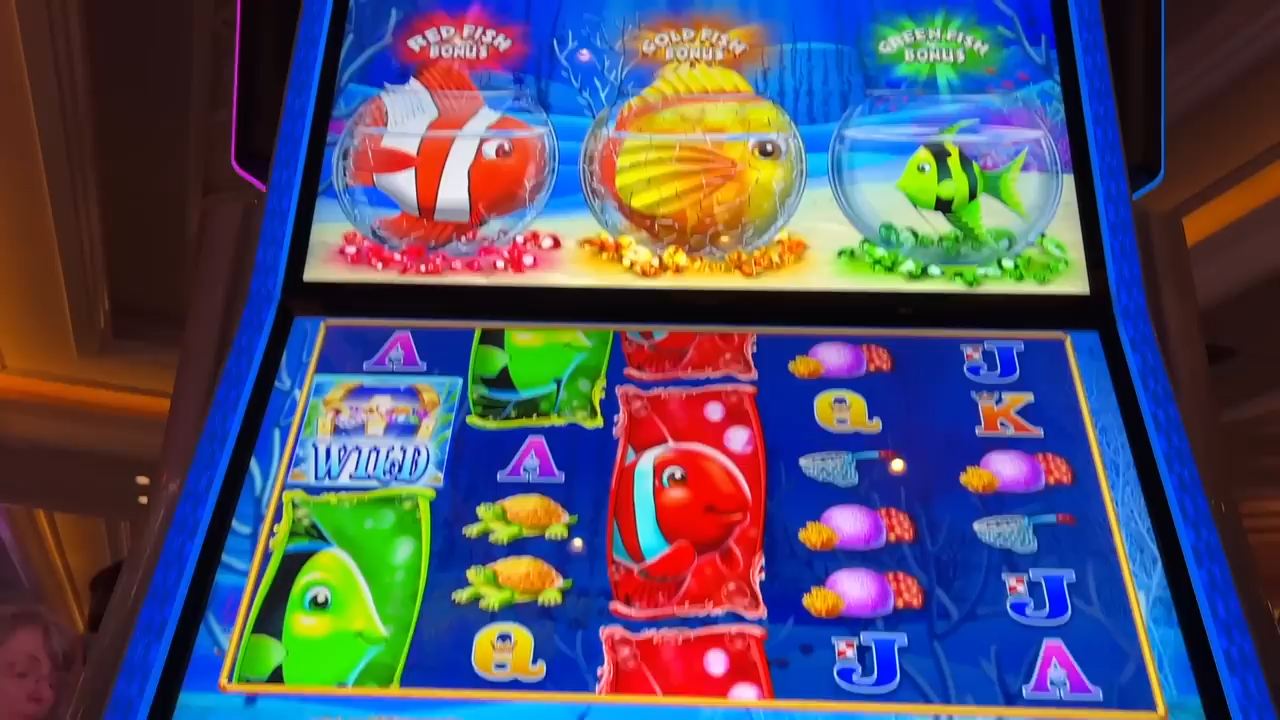 RED FISH
BONUS
GOLD FISH
BONUS
GREEN FISH
BONUS
A
J
Q
K
WILD
A
J
Q
J
A